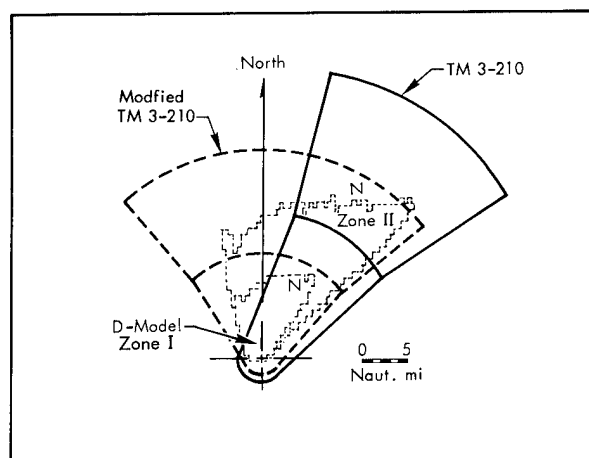 North
TM 3-210
Modfied
TM 3-210
N
Zone II
N
D-Model
Zone I
0 5
Naut. mi